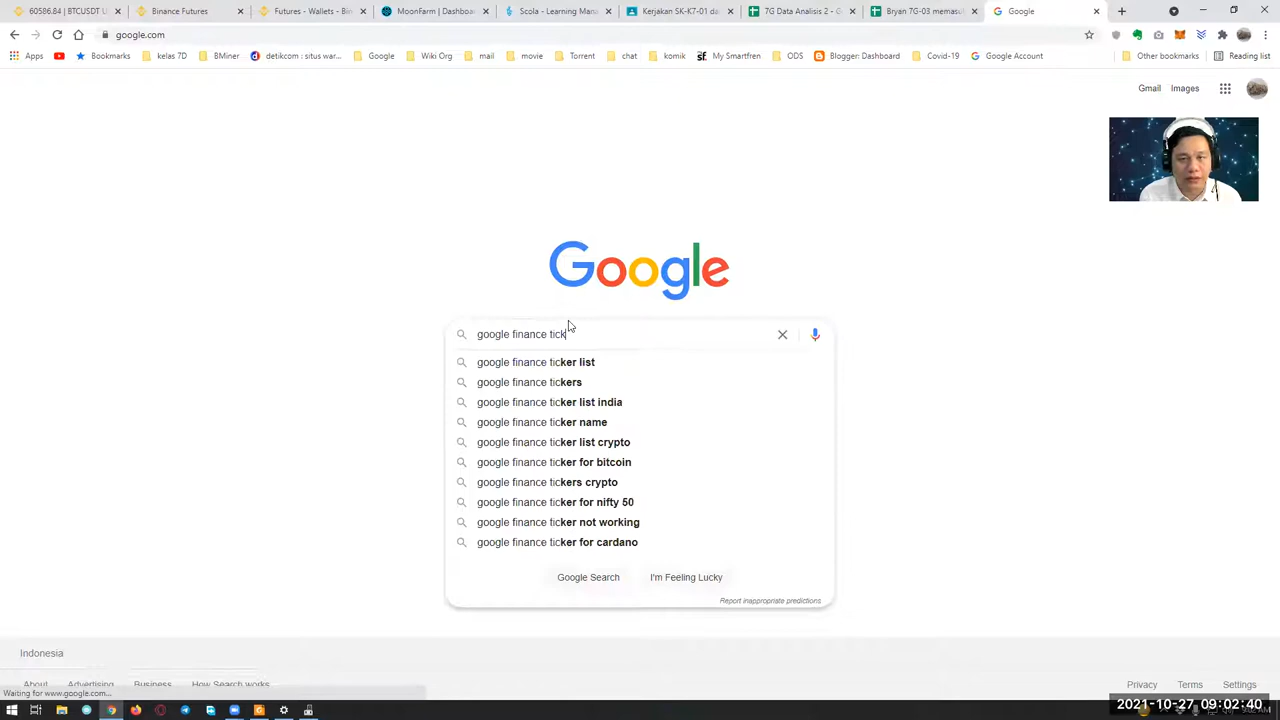 60586.64 | BTCUSDT U
Binance Futures
Futures - Wallets - Bin
MoonFarm | Dashboa
Scola - Learning Mana
Kerjakan SK-K7-01 da
7G Data Analisis 2 - G
Bryan 7G-03 memasul
Google
google.com
Apps
Bookmarks
kelas 7D
BMiner
detikcom : situs war...
Google
Wiki Org
mail
movie
Torrent
chat
komik
My Smartfren
ODS
Blogger: Dashboard
Covid-19
Google Account
Other bookmarks
Reading list
Gmail
Images
Google
google finance tick
google finance ticker list
google finance tickers
google finance ticker list india
google finance ticker name
google finance ticker list crypto
google finance ticker for bitcoin
google finance tickers crypto
google finance ticker for nifty 50
google finance ticker not working
google finance ticker for cardano
Google Search
I'm Feeling Lucky
Report inappropriate predictions
Indonesia
About
Advertising
Business
How Search works
Privacy
Terms
Settings
Waiting for www.google.com...
2021-10-27 09:02:40